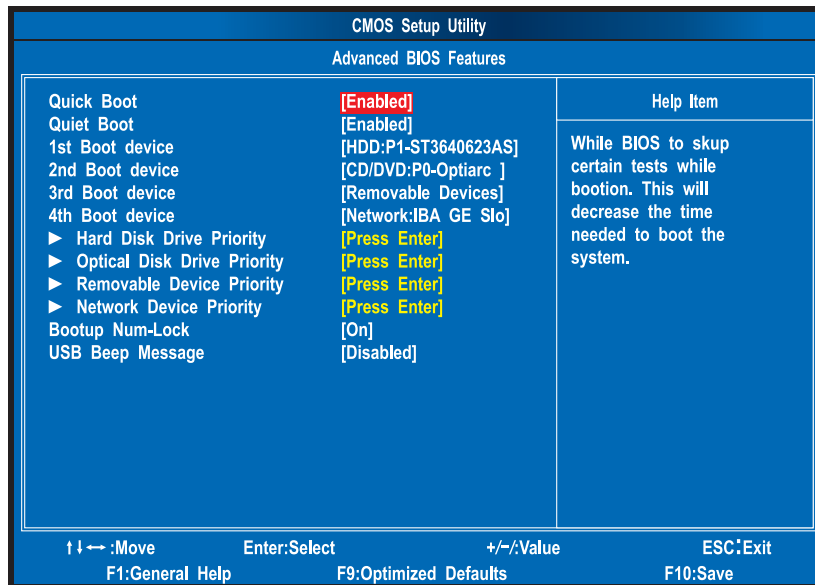 CMOS Setup Utility
Advanced BIOS Features
Quick Boot [Enabled]
Quiet Boot [Enabled]
1st Boot device [HDD:P1-ST3640623AS]
2nd Boot device [CD/DVD:P0-Optiarc ]
3rd Boot device [Removable Devices]
4th Boot device [Network:IBA GE Slo]
► Hard Disk Drive Priority [Press Enter]
► Optical Disk Drive Priority [Press Enter]
► Removable Device Priority [Press Enter]
► Network Device Priority [Press Enter]
Bootup Num-Lock [On]
USB Beep Message [Disabled]
Help Item
While BIOS to skup
certain tests while
bootion. This will
decrease the time
needed to boot the
system.
↑↓←→ :Move Enter:Select +/−/:Value ESC:Exit
F1:General Help F9:Optimized Defaults F10:Save